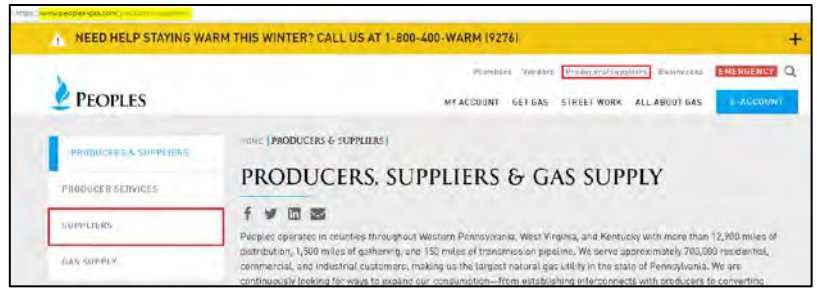 https://www.peoples-gas.com/producers-suppliers
NEED HELP STAYING WARM THIS WINTER? CALL US AT 1-800-400-WARM (9276) +
Plumbers Vendors Producers/Suppliers Businesses EMERGENCY
PEOPLES
MY ACCOUNT GET GAS STREET WORK ALL ABOUT GAS E-ACCOUNT
HOME | PRODUCERS & SUPPLIERS |
PRODUCERS & SUPPLIERS
PRODUCERS, SUPPLIERS & GAS SUPPLY
PRODUCER SERVICES
SUPPLIERS
GAS SUPPLY
Peoples operates in counties throughout Western Pennsylvania, West Virginia, and Kentucky with more than 12,900 miles of
distribution, 1,500 miles of gathering, and 150 miles of transmission pipeline. We serve approximately 700,000 residential,
commercial, and industrial customers, making us the largest natural gas utility in the state of Pennsylvania. We are
continuously looking for ways to expand our consumption—from establishing interconnects with producers to converting